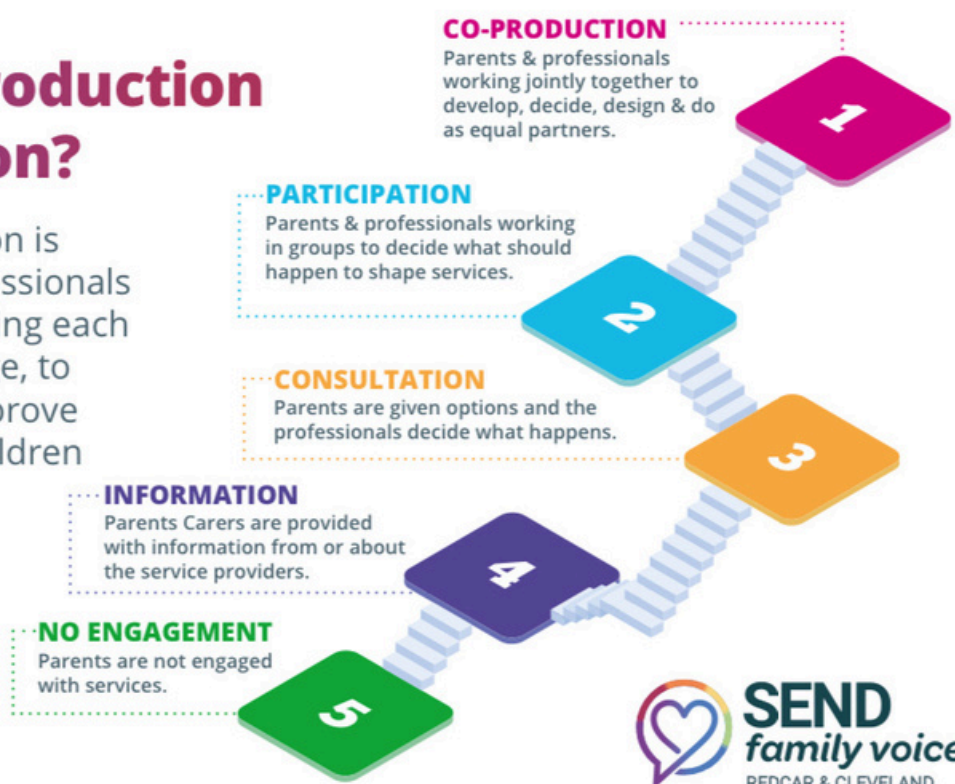 roduction
on?
on is
ssionals
ng each
e, to
prove
ldren
CO-PRODUCTION
Parents & professionals
working jointly together to
develop, decide, design & do
as equal partners.
1
PARTICIPATION
Parents & professionals working
in groups to decide what should
happen to shape services.
2
CONSULTATION
Parents are given options and the
professionals decide what happens.
3
INFORMATION
Parents Carers are provided
with information from or about
the service providers.
4
NO ENGAGEMENT
Parents are not engaged
with services.
5
SEND
family voice
REDCAR & CLEVELAND